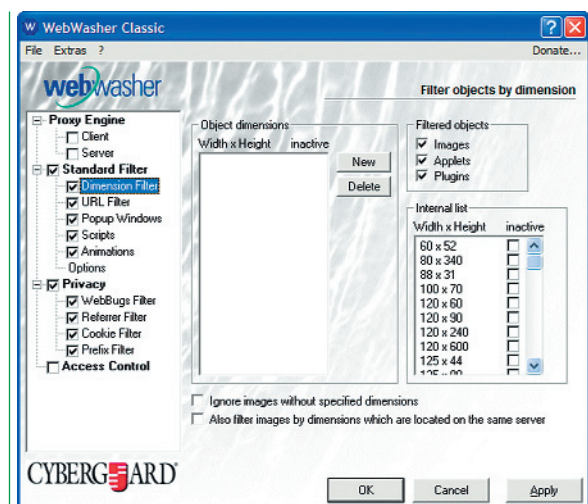 WebWasher Classic
File Extras ? Donate...
webwasher
Filter objects by dimension
Proxy Engine
Client
Server
Standard Filter
Dimension Filter
URL Filter
Popup Windows
Scripts
Animations
Options
Privacy
WebBugs Filter
Referrer Filter
Cookie Filter
Prefix Filter
Access Control
Object dimensions
Width x Height inactive
New
Delete
Filtered objects
Images
Applets
Plugins
Internal list
Width x Height inactive
60 x 52
80 x 340
88 x 31
100 x 70
120 x 60
120 x 90
120 x 240
120 x 600
125 x 44
Ignore images without specified dimensions
Also filter images by dimensions which are located on the same server
CYBERGUARD
OK Cancel Apply